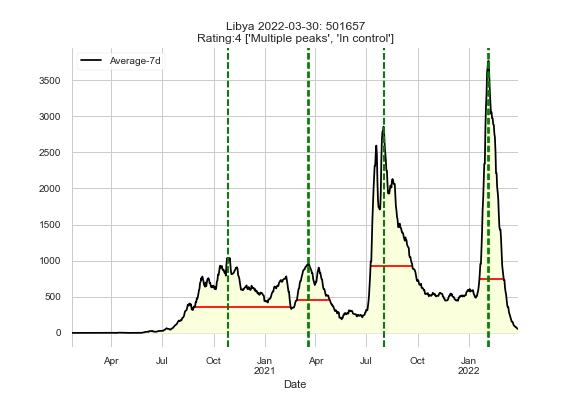 Libya 2022-03-30: 501657
Rating:4 ['Multiple peaks', 'In control']
Average-7d
3500
3000
2500
2000
1500
1000
500
0
Apr Jul Oct Jan Apr Jul Oct Jan
2021 2022
Date